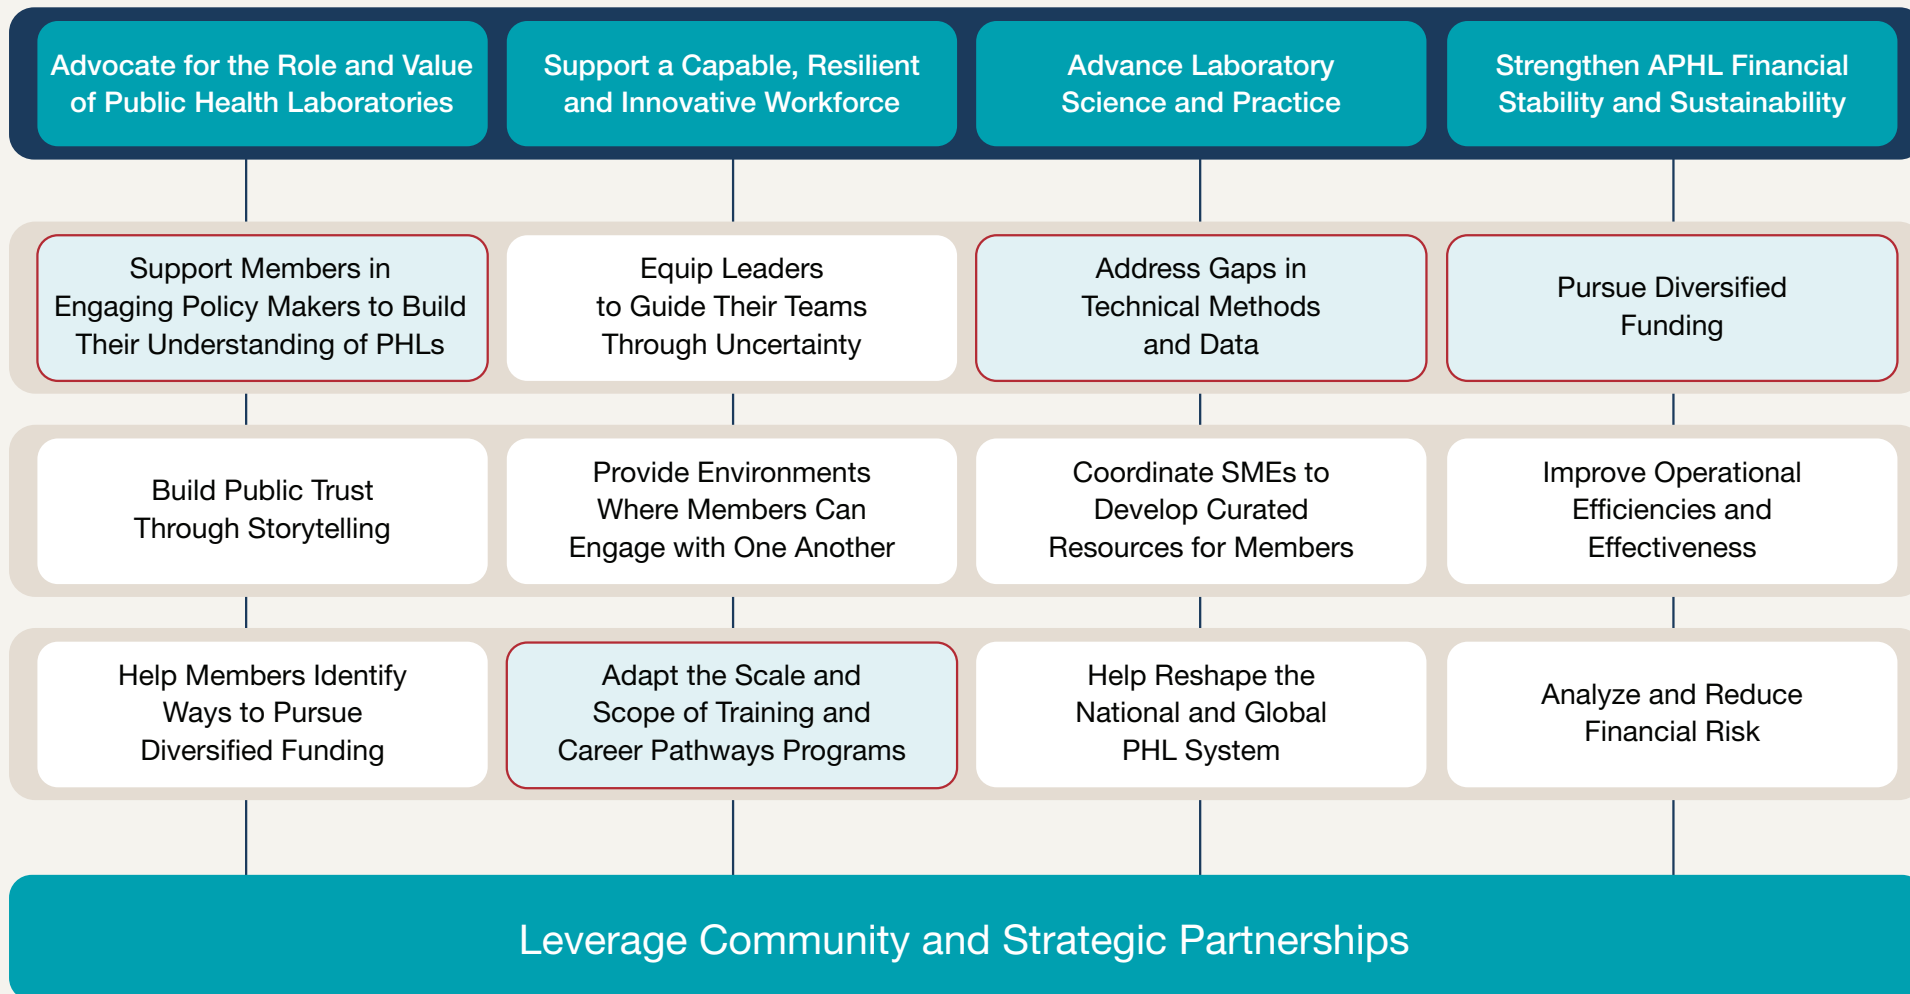 Advocate for the Role and Value
of Public Health Laboratories
Support a Capable, Resilient
and Innovative Workforce
Advance Laboratory
Science and Practice
Strengthen APHL Financial
Stability and Sustainability
Support Members in
Engaging Policy Makers to Build
Their Understanding of PHLs
Equip Leaders
to Guide Their Teams
Through Uncertainty
Address Gaps in
Technical Methods
and Data
Pursue Diversified
Funding
Build Public Trust
Through Storytelling
Provide Environments
Where Members Can
Engage with One Another
Coordinate SMEs to
Develop Curated
Resources for Members
Improve Operational
Efficiencies and
Effectiveness
Help Members Identify
Ways to Pursue
Diversified Funding
Adapt the Scale and
Scope of Training and
Career Pathways Programs
Help Reshape the
National and Global
PHL System
Analyze and Reduce
Financial Risk
Leverage Community and Strategic Partnerships